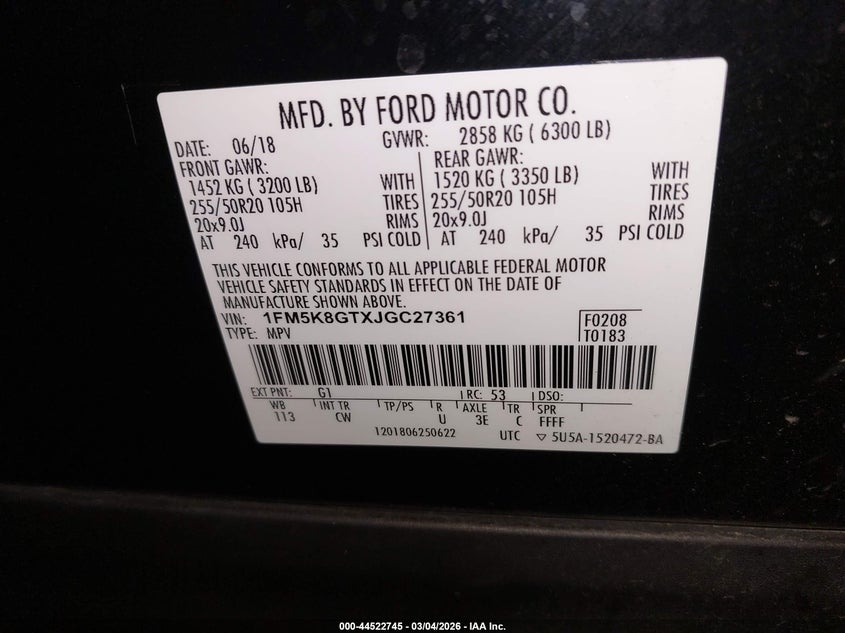 MFD. BY FORD MOTOR CO.
DATE: 06/18 GVWR: 2858 KG ( 6300 LB)
FRONT GAWR: REAR GAWR:
1452 KG ( 3200 LB) WITH 1520 KG ( 3350 LB) WITH
255/50R20 105H TIRES 255/50R20 105H TIRES
20x9.0J RIMS 20x9.0J RIMS
AT 240 kPa/ 35 PSI COLD AT 240 kPa/ 35 PSI COLD
THIS VEHICLE CONFORMS TO ALL APPLICABLE FEDERAL MOTOR
VEHICLE SAFETY STANDARDS IN EFFECT ON THE DATE OF
MANUFACTURE SHOWN ABOVE.
VIN: 1FM5K8GTXJGC27361 F0208
TYPE: MPV T0183
EXT PNT: G1 RC: 53 DSO:
WB INT TR TP/PS R AXLE TR SPR
113 CW U 3E C FFFF
1201806250622 UTC ▽ 5U5A-1520472-BA
000-44522745 - 03/04/2026 - IAA Inc.